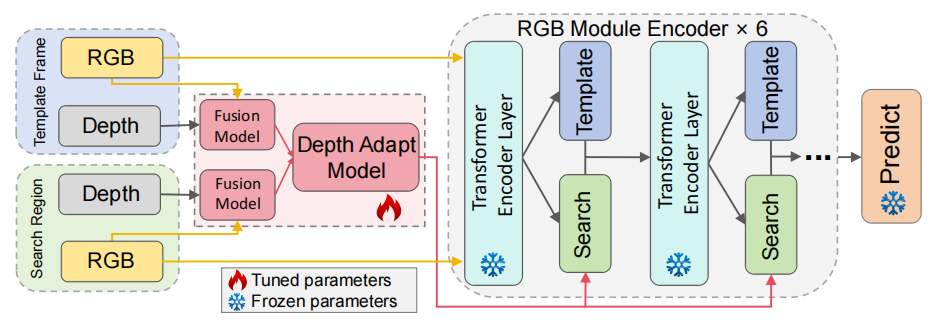 Template Frame
RGB
Depth
Search Region
Depth
RGB
Fusion
Model
Fusion
Model
Depth Adapt
Model
Tuned parameters
Frozen parameters
RGB Module Encoder × 6
Transformer
Encoder Layer
Template
Search
Transformer
Encoder Layer
Template
Search
...
Predict